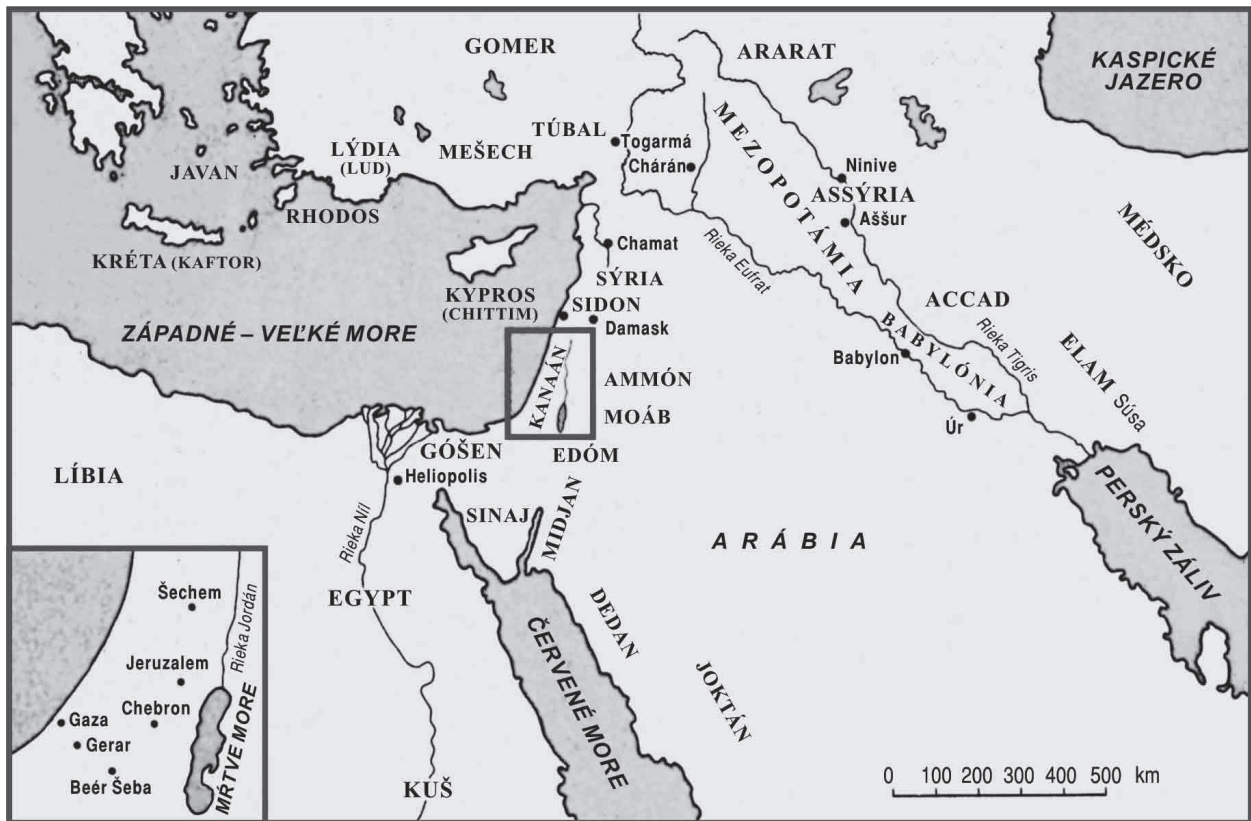 GOMER
ARARAT
KASPICKÉ
JAZERO
TÚBAL
Togarmá
Chárán
MEZOPOTÁMIA
LÝDIA
(LUD)
MEŠECH
JAVAN
RHODOS
KRÉTA (KAFTOR)
Ninive
ASSÝRIA
Aššur
MÉDSKO
Chamat
SÝRIA
Rieka Eufrat
KYPROS
(CHITTIM)
SIDON
Damask
ZÁPADNÉ – VEĽKÉ MORE
ACCAD
Rieka Tigris
BABYLÓNIA
Babylon
ELAM
Súsa
Úr
KANAÁN
AMMÓN
MOÁB
EDÓM
GÓŠEN
Heliopolis
LÍBIA
SINAJ
MIDJAN
Rieka Níl
ARÁBIA
PERSKÝ ZÁLIV
EGYPT
DEDAN
ČERVENÉ MORE
JOKTÁN
KUŠ
Šechem
Rieka Jordán
Jeruzalem
Chebron
Gaza
Gerar
Beér Šeba
MŔTVE MORE
0 100 200 300 400 500 km